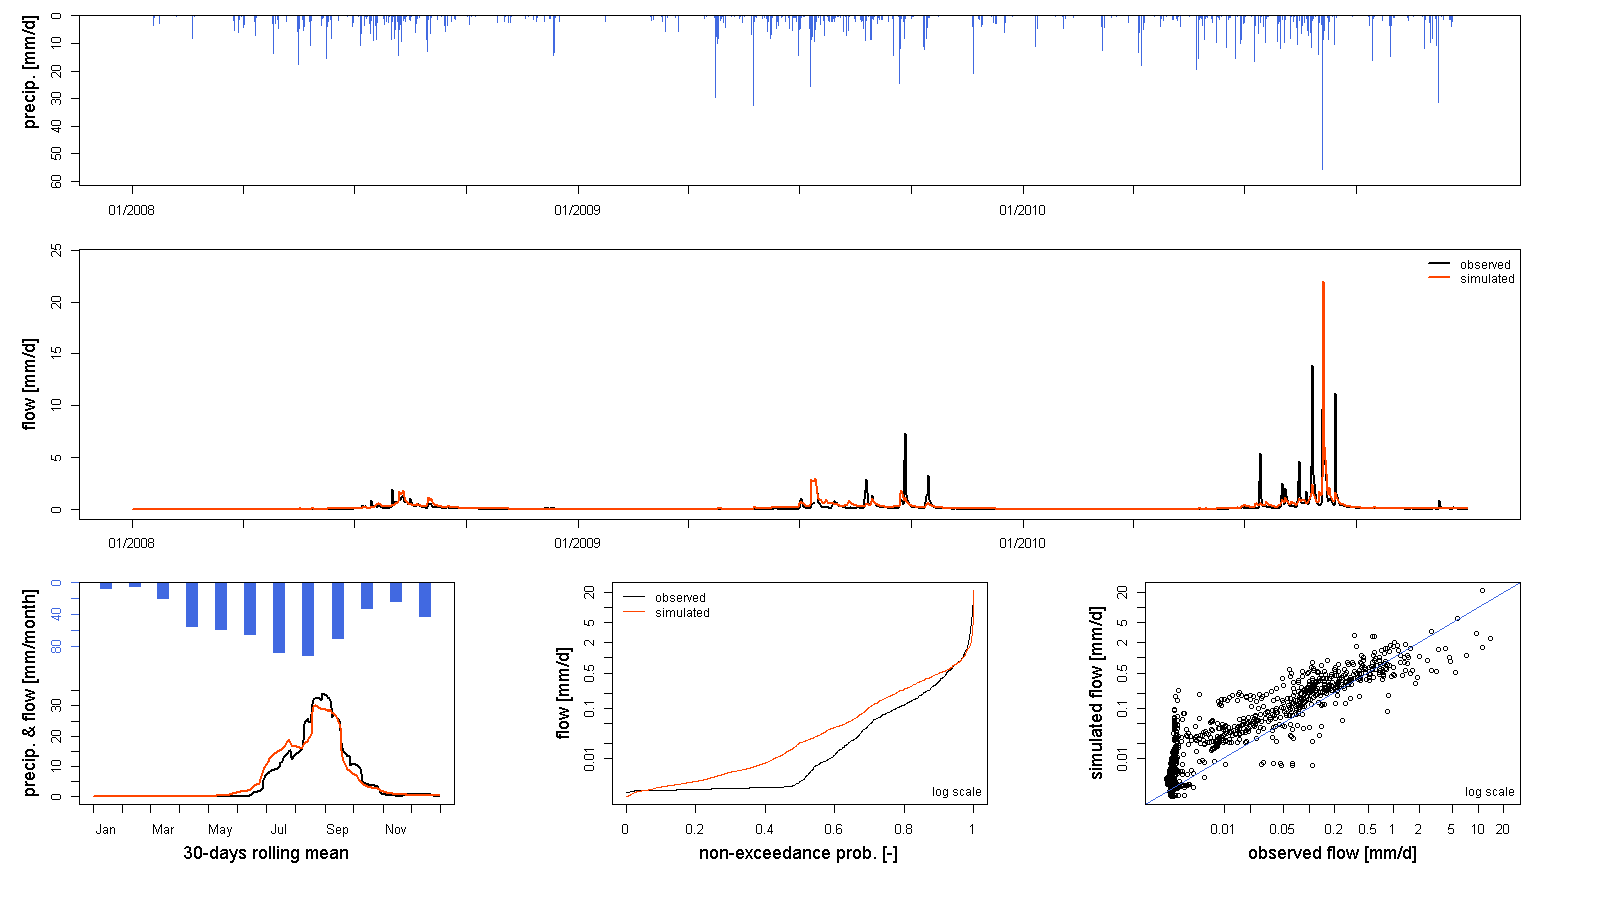 precip. [mm/d]
0
10
20
30
40
50
60
01/2008
01/2009
01/2010
flow [mm/d]
25
20
15
10
5
0
observed
simulated
01/2008
01/2009
01/2010
precip. & flow [mm/month]
0
40
80
30
20
10
0
Jan
Mar
May
Jul
Sep
Nov
30-days rolling mean
flow [mm/d]
20
5
2
0.5
0.1
0.01
observed
simulated
log scale
0
0.2
0.4
0.6
0.8
1
non-exceedance prob. [-]
simulated flow [mm/d]
20
5
2
0.5
0.1
0.01
log scale
0.01
0.05
0.2
0.5
1
2
5
10
20
observed flow [mm/d]